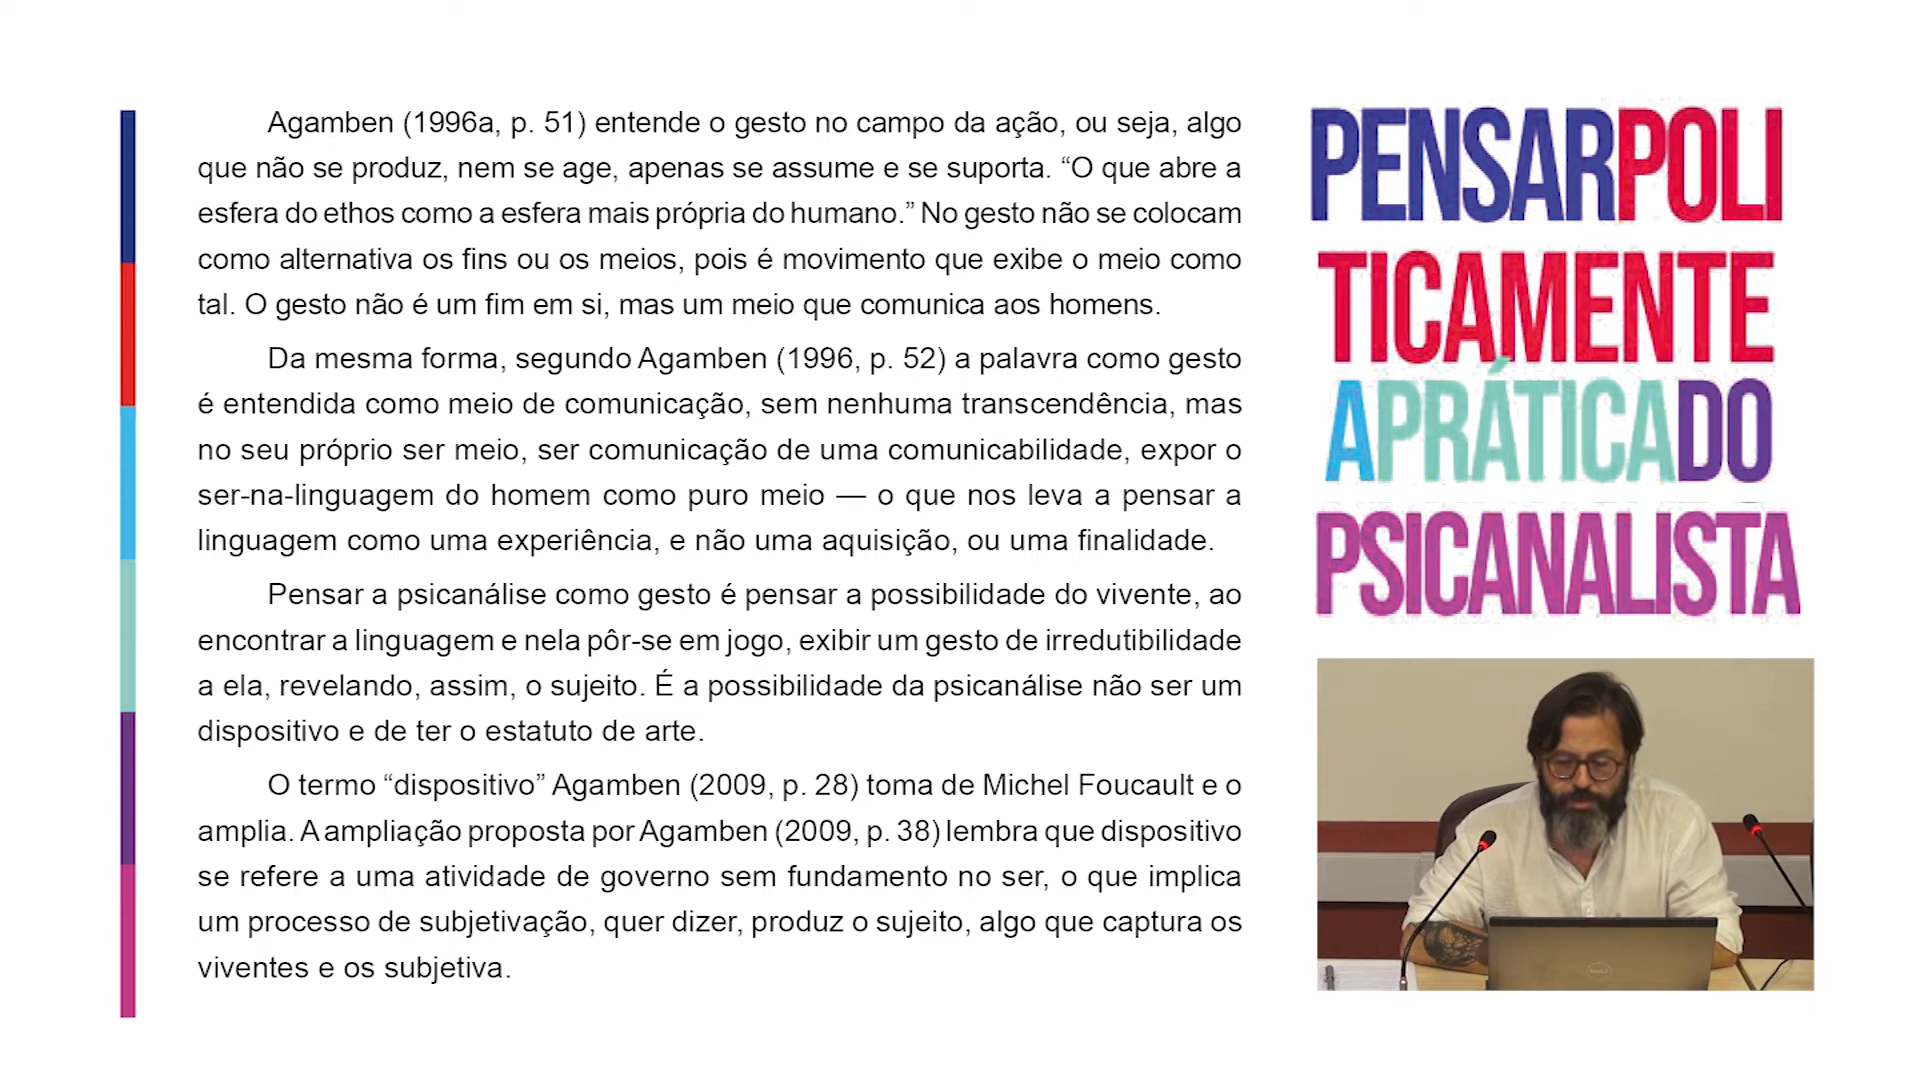 Agamben (1996a, p. 51) entende o gesto no campo da ação, ou seja, algo
que não se produz, nem se age, apenas se assume e se suporta. “O que abre a
esfera do ethos como a esfera mais própria do humano.” No gesto não se colocam
como alternativa os fins ou os meios, pois é movimento que exibe o meio como
tal. O gesto não é um fim em si, mas um meio que comunica aos homens.
Da mesma forma, segundo Agamben (1996, p. 52) a palavra como gesto
é entendida como meio de comunicação, sem nenhuma transcendência, mas
no seu próprio ser meio, ser comunicação de uma comunicabilidade, expor o
ser-na-linguagem do homem como puro meio — o que nos leva a pensar a
linguagem como uma experiência, e não uma aquisição, ou uma finalidade.
Pensar a psicanálise como gesto é pensar a possibilidade do vivente, ao
encontrar a linguagem e nela pôr-se em jogo, exibir um gesto de irredutibilidade
a ela, revelando, assim, o sujeito. É a possibilidade da psicanálise não ser um
dispositivo e de ter o estatuto de arte.
O termo “dispositivo” Agamben (2009, p. 28) toma de Michel Foucault e o
amplia. A ampliação proposta por Agamben (2009, p. 38) lembra que dispositivo
se refere a uma atividade de governo sem fundamento no ser, o que implica
um processo de subjetivação, quer dizer, produz o sujeito, algo que captura os
viventes e os subjetiva.
PENSARPOLI
TICAMENTE
APRÁTICADO
PSICANALISTA
DELL